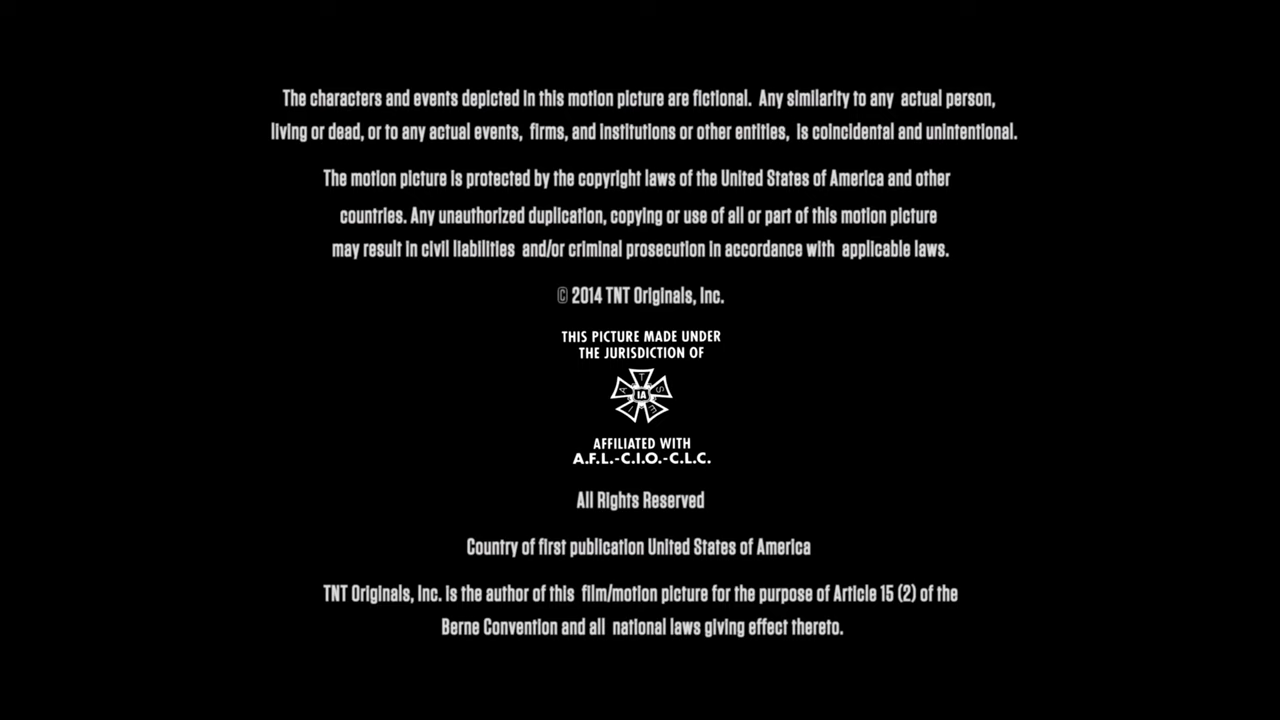 The characters and events depicted in this motion picture are fictional. Any similarity to any actual person,
living or dead, or to any actual events, firms, and institutions or other entities, is coincidental and unintentional.
The motion picture is protected by the copyright laws of the United States of America and other
countries. Any unauthorized duplication, copying or use of all or part of this motion picture
may result in civil liabilities and/or criminal prosecution in accordance with applicable laws.
© 2014 TNT Originals, Inc.
THIS PICTURE MADE UNDER
THE JURISDICTION OF
I A T S E
IA
AFFILIATED WITH
A.F.L.-C.I.O.-C.L.C.
All Rights Reserved
Country of first publication United States of America
TNT Originals, Inc. is the author of this film/motion picture for the purpose of Article 15 (2) of the
Berne Convention and all national laws giving effect thereto.